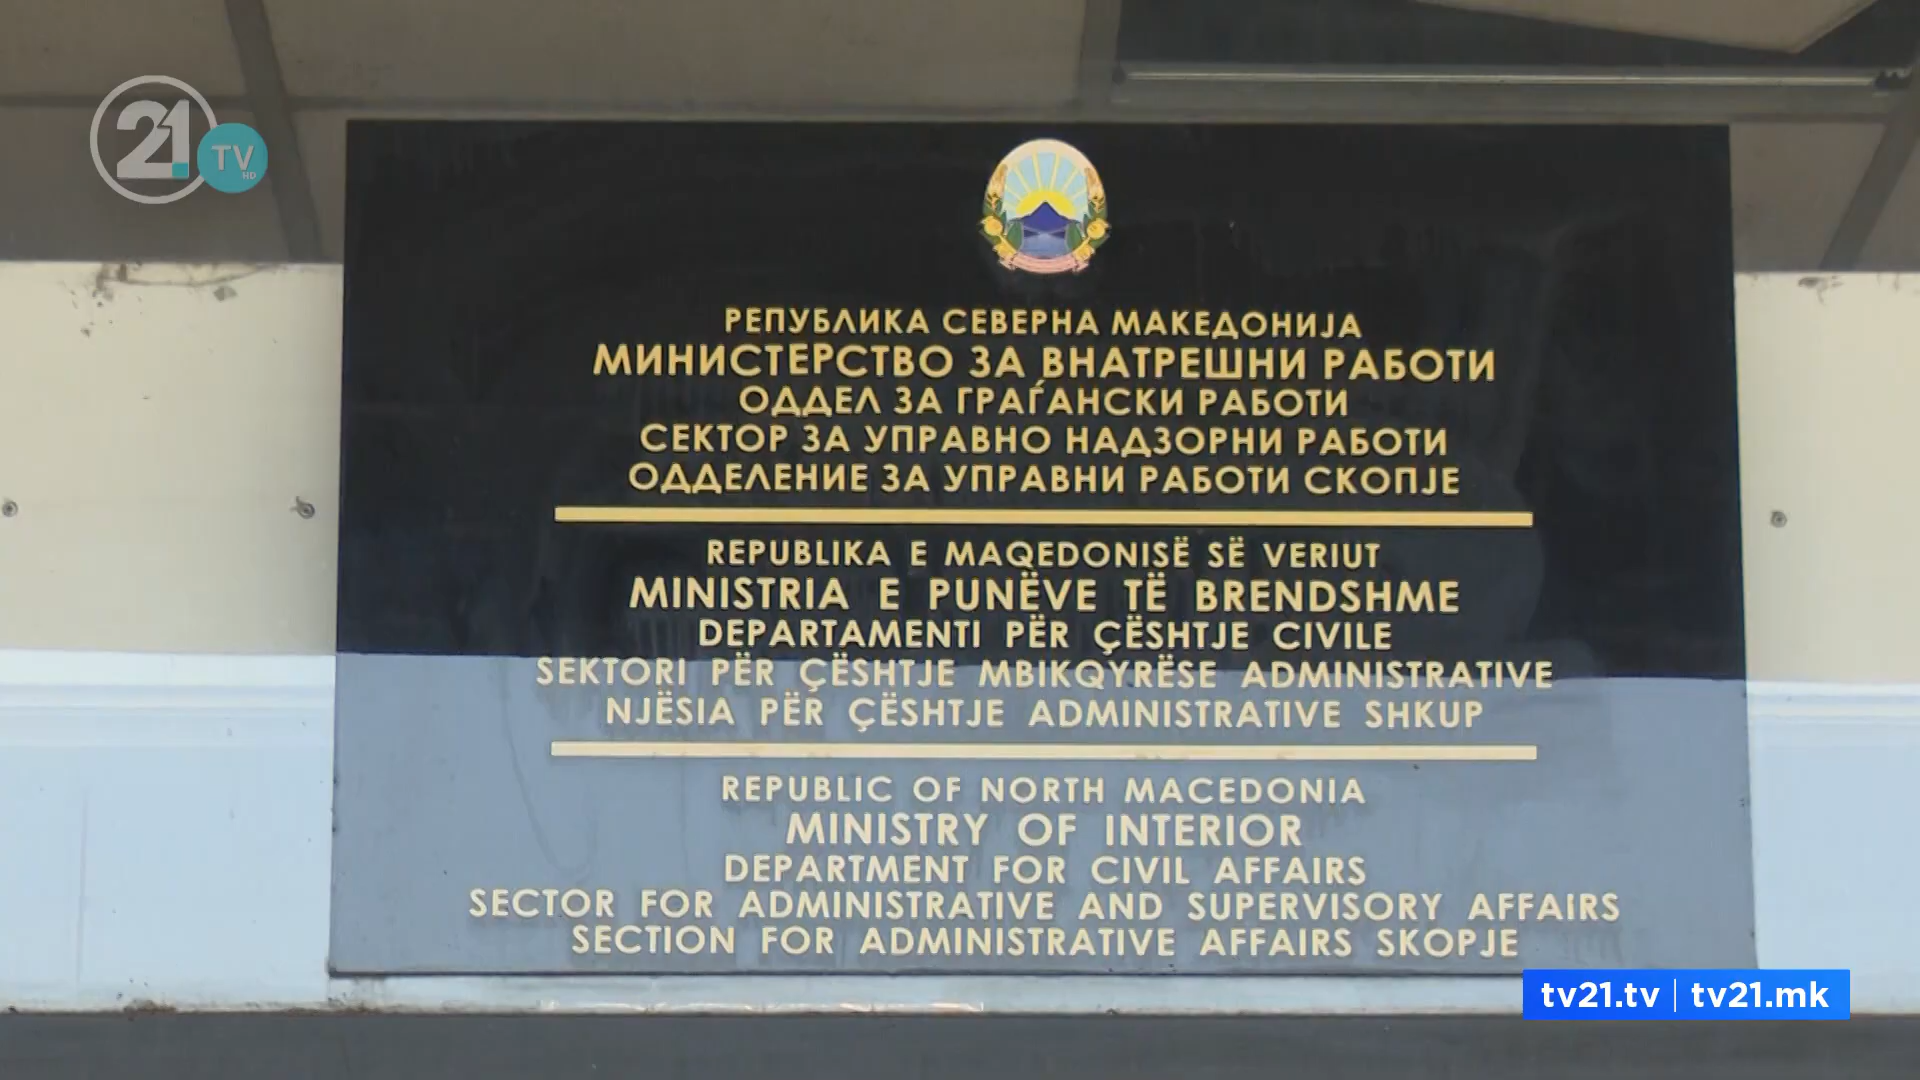 21
TV
HD
РЕПУБЛИКА СЕВЕРНА МАКЕДОНИЈА
МИНИСТЕРСТВО ЗА ВНАТРЕШНИ РАБОТИ
ОДДЕЛ ЗА ГРАЃАНСКИ РАБОТИ
СЕКТОР ЗА УПРАВНО НАДЗОРНИ РАБОТИ
ОДДЕЛЕНИЕ ЗА УПРАВНИ РАБОТИ СКОПЈЕ
REPUBLIKA E MAQEDONISË SË VERIUT
MINISTRIA E PUNËVE TË BRENDSHME
DEPARTAMENTI PËR ÇËSHTJE CIVILE
SEKTORI PËR ÇËSHTJE MBIKQYRËSE ADMINISTRATIVE
NJËSIA PËR ÇËSHTJE ADMINISTRATIVE SHKUP
REPUBLIC OF NORTH MACEDONIA
MINISTRY OF INTERIOR
DEPARTMENT FOR CIVIL AFFAIRS
SECTOR FOR ADMINISTRATIVE AND SUPERVISORY AFFAIRS
SECTION FOR ADMINISTRATIVE AFFAIRS SKOPJE
tv21.tv | tv21.mk